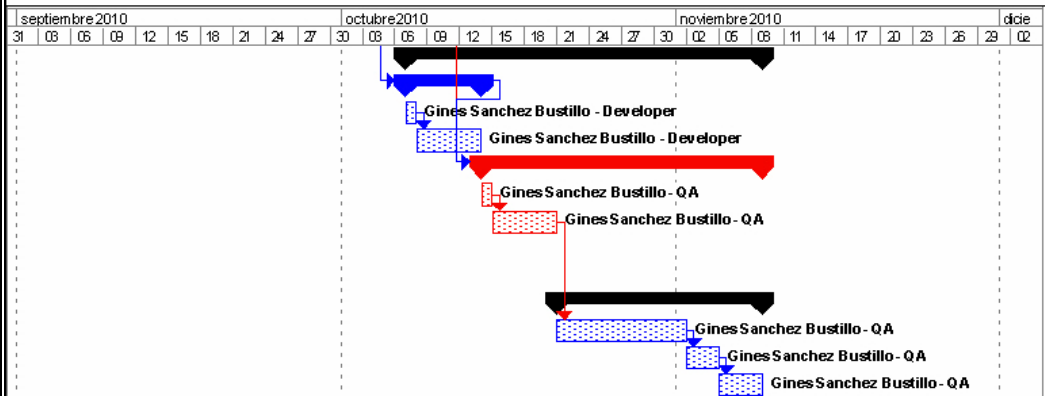 septiembre 2010 octubre 2010 noviembre 2010 dicie
31 03 06 09 12 15 18 21 24 27 30 03 06 09 12 15 18 21 24 27 30 02 05 08 11 14 17 20 23 26 29 02
Gines Sanchez Bustillo - Developer
Gines Sanchez Bustillo - Developer
Gines Sanchez Bustillo - QA
Gines Sanchez Bustillo - QA
Gines Sanchez Bustillo - QA
Gines Sanchez Bustillo - QA
Gines Sanchez Bustillo - QA